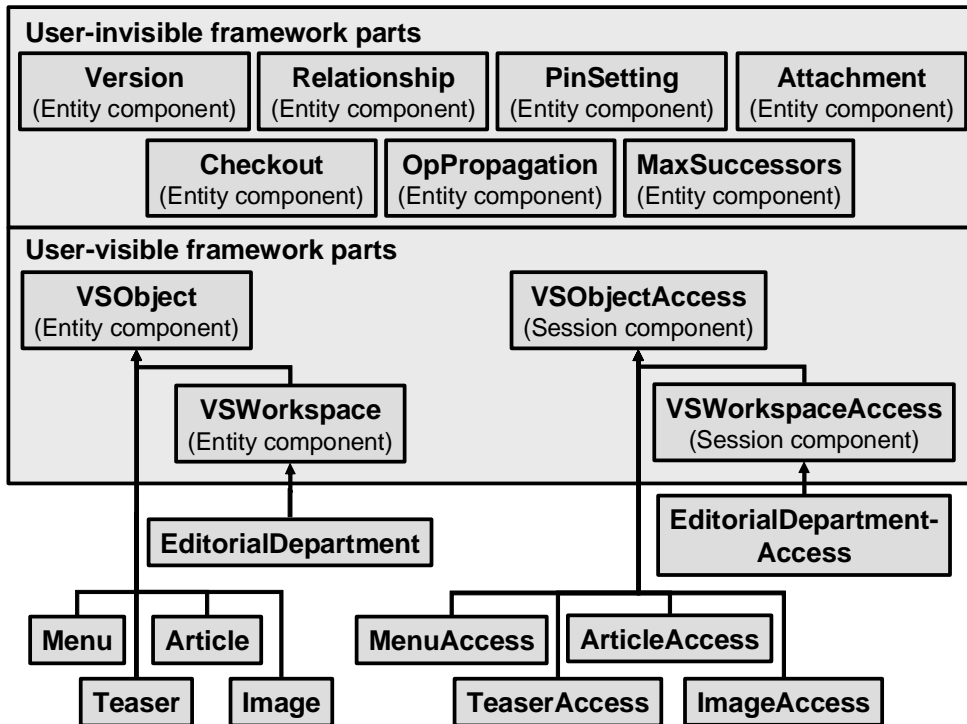 User-invisible framework parts
Version
(Entity component)
Relationship
(Entity component)
PinSetting
(Entity component)
Attachment
(Entity component)
Checkout
(Entity component)
OpPropagation
(Entity component)
MaxSuccessors
(Entity component)
User-visible framework parts
VSObject
(Entity component)
VSObjectAccess
(Session component)
VSWorkspace
(Entity component)
VSWorkspaceAccess
(Session component)
EditorialDepartment
EditorialDepartment-
Access
Menu
Article
MenuAccess
ArticleAccess
Teaser
Image
TeaserAccess
ImageAccess